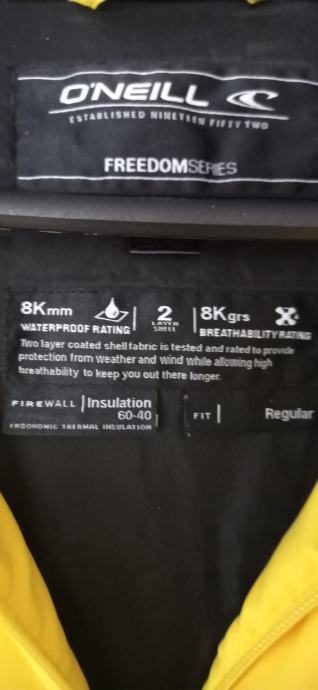 O'NEILL
ESTABLISHED NINETEEN FIFTY TWO
FREEDOMSERIES
8Kmm
WATERPROOF RATING
2
LAYER
SHELL
8Kgrs
BREATHABILITY RATING
Two layer coated shell fabric is tested and rated to provide
protection from weather and wind while allowing high
breathability to keep you out there longer.
FIREWALL Insulation
60-40
ERGONOMIC THERMAL INSULATION
FIT Regular